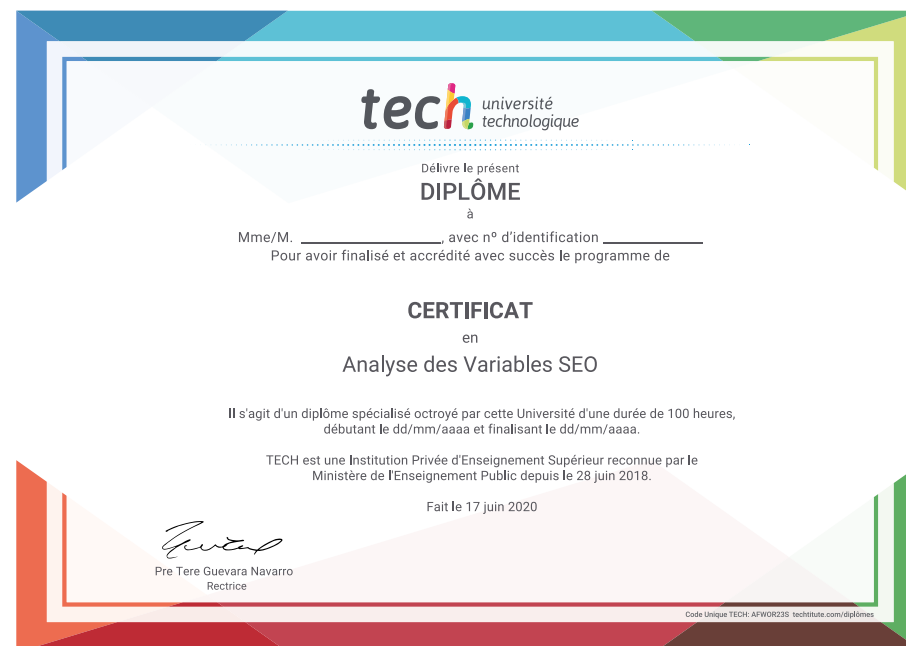 tech université
technologique
Délivre le présent
DIPLÔME
à
Mme/M. ____________________, avec nº d'identification ______________
Pour avoir finalisé et accrédité avec succès le programme de
CERTIFICAT
en
Analyse des Variables SEO
Il s'agit d'un diplôme spécialisé octroyé par cette Université d'une durée de 100 heures,
débutant le dd/mm/aaaa et finalisant le dd/mm/aaaa.
TECH est une Institution Privée d'Enseignement Supérieur reconnue par le
Ministère de l'Enseignement Public depuis le 28 juin 2018.
Fait le 17 juin 2020
Pre Tere Guevara Navarro
Rectrice
Code Unique TECH: AFWOR23S techtitute.com/diplômes